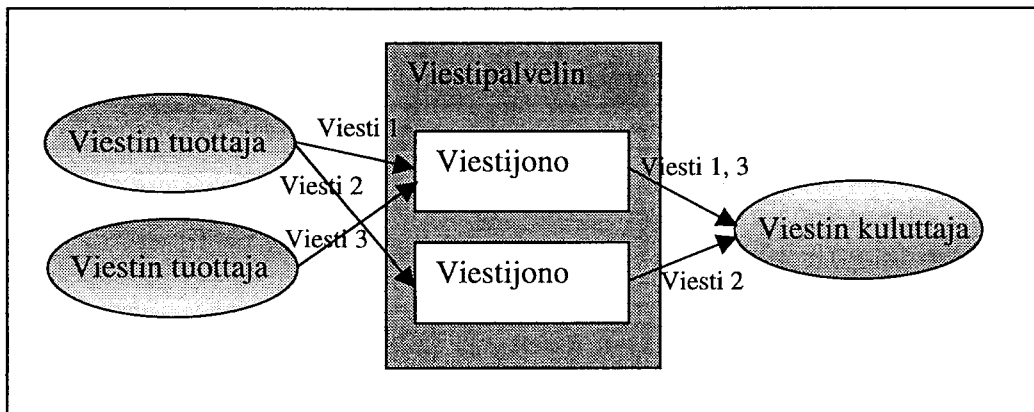 Viestipalvelin
Viestin tuottaja
Viesti 1
Viestijono
Viesti 1, 3
Viesti 2
Viestin kuluttaja
Viesti 3
Viestin tuottaja
Viestijono
Viesti 2